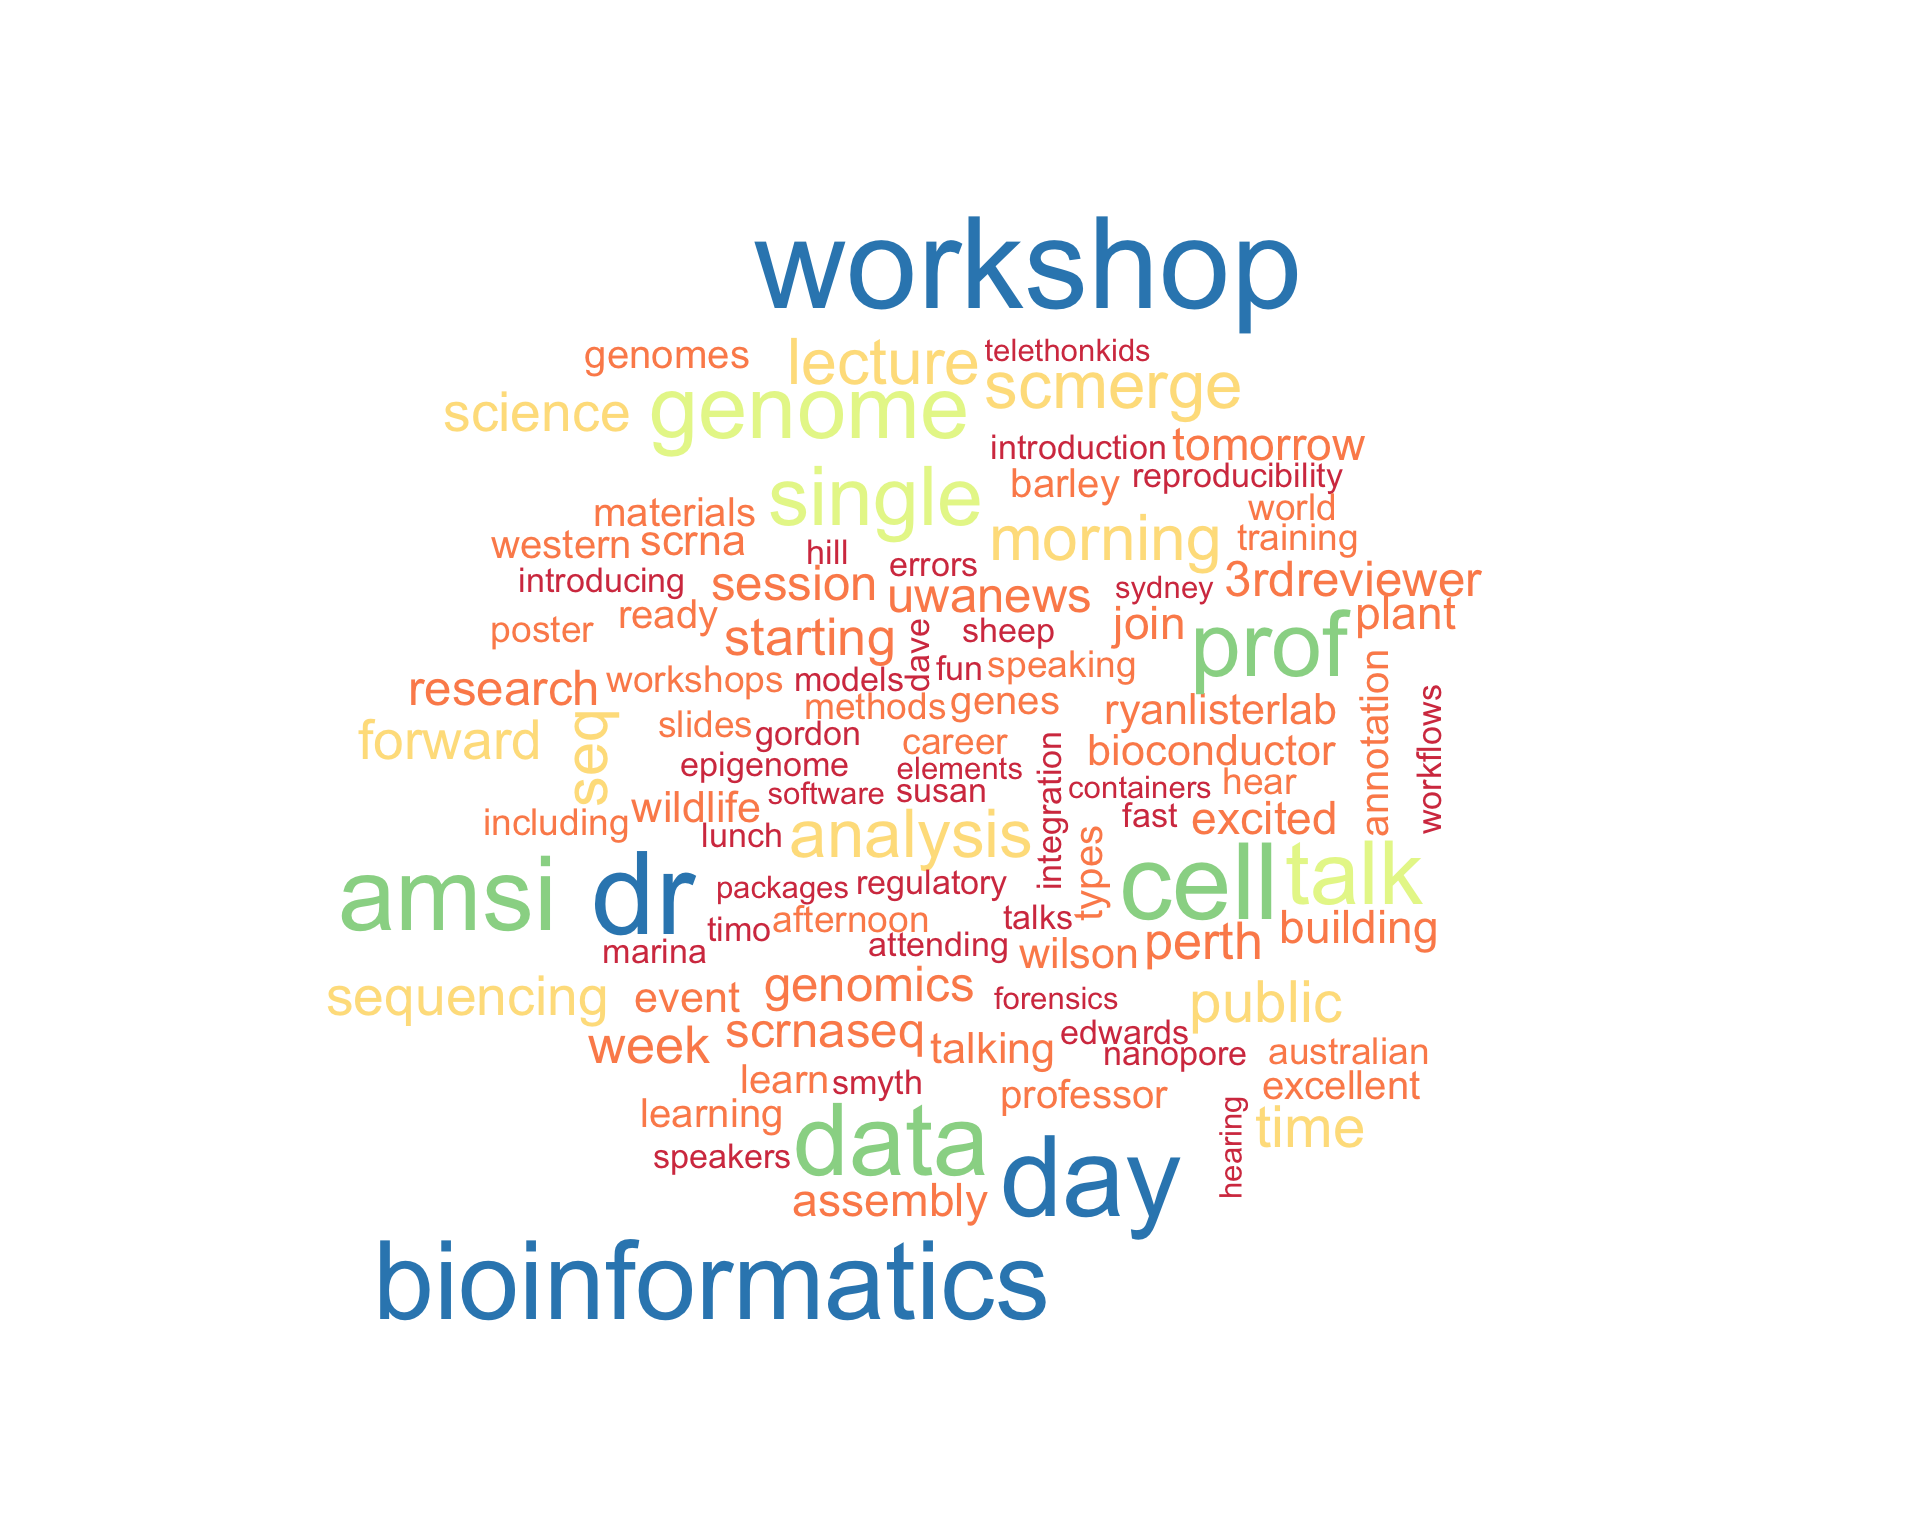 workshop
genomes lecture telethonkids
science genome scmerge
introduction tomorrow
single barley reproducibility
materials world
western scrna morning training
hill errors
introducing session uwanews sydney 3rdreviewer
poster ready starting dave sheep join prof plant
research workshops models fun speaking
methods genes ryanlisterlab annotation workflows
forward seq slides gordon career bioconductor
epigenome elements integration containers hear
software susan
including wildlife fast excited
lunch analysis types
amsi dr packages regulatory cell talk
timo afternoon talks building
marina attending wilson perth
sequencing event genomics forensics public
week scrnaseq talking edwards nanopore australian
learn smyth professor excellent
learning data hearing time
speakers day
assembly
bioinformatics